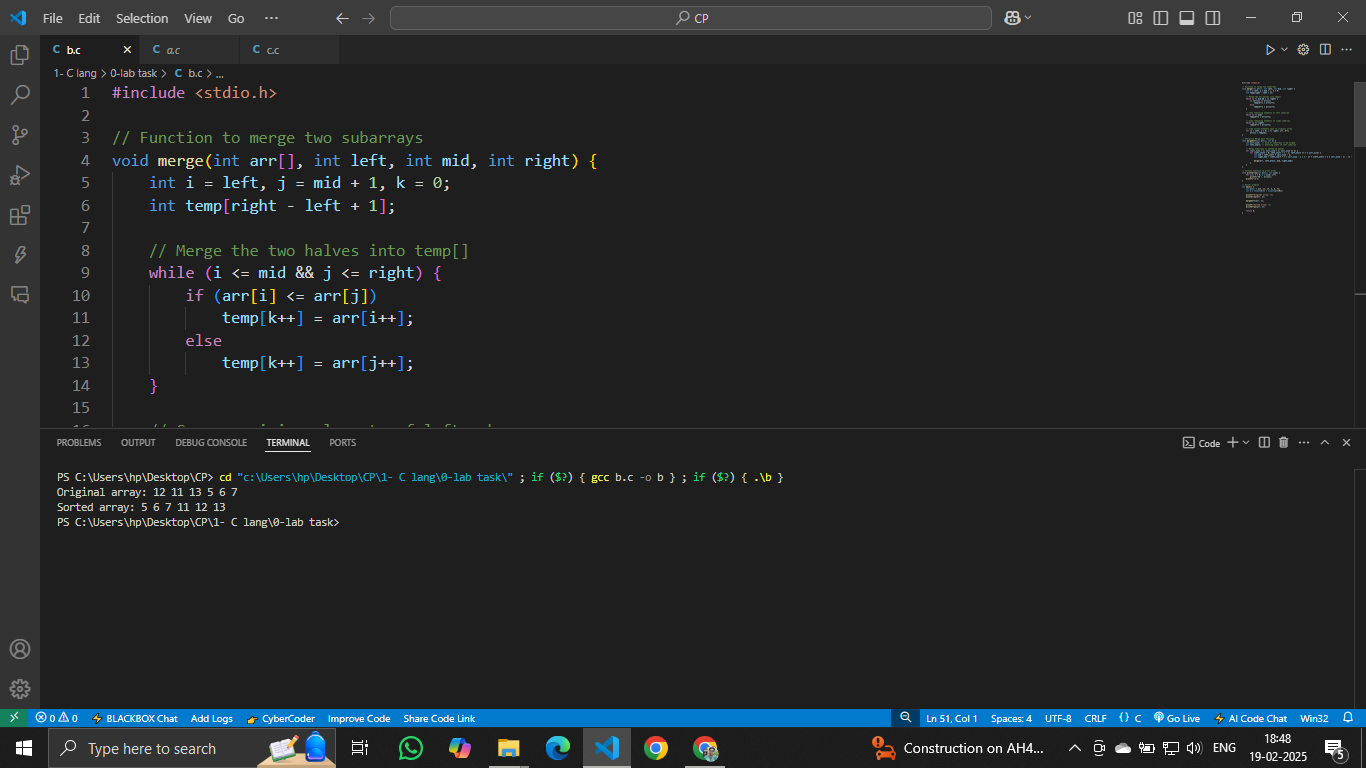 File Edit Selection View Go ··· CP
b.c a.c c.c
1- C lang > 0-lab task > C b.c > ...
1 #include <stdio.h>
2
3 // Function to merge two subarrays
4 void merge(int arr[], int left, int mid, int right) {
5 int i = left, j = mid + 1, k = 0;
6 int temp[right - left + 1];
7
8 // Merge the two halves into temp[]
9 while (i <= mid && j <= right) {
10 if (arr[i] <= arr[j])
11 temp[k++] = arr[i++];
12 else
13 temp[k++] = arr[j++];
14 }
15
PROBLEMS OUTPUT DEBUG CONSOLE TERMINAL PORTS Code
PS C:\Users\hp\Desktop\CP> cd "c:\Users\hp\Desktop\CP\1- C lang\0-lab task\" ; if ($?) { gcc b.c -o b } ; if ($?) { .\b }
Original array: 12 11 13 5 6 7
Sorted array: 5 6 7 11 12 13
PS C:\Users\hp\Desktop\CP\1- C lang\0-lab task>
0 0 BLACKBOX Chat Add Logs CyberCoder Improve Code Share Code Link Ln 51, Col 1 Spaces: 4 UTF-8 CRLF {} C Go Live AI Code Chat Win32
Type here to search Construction on AH4... ENG 18:48
19-02-2025 5